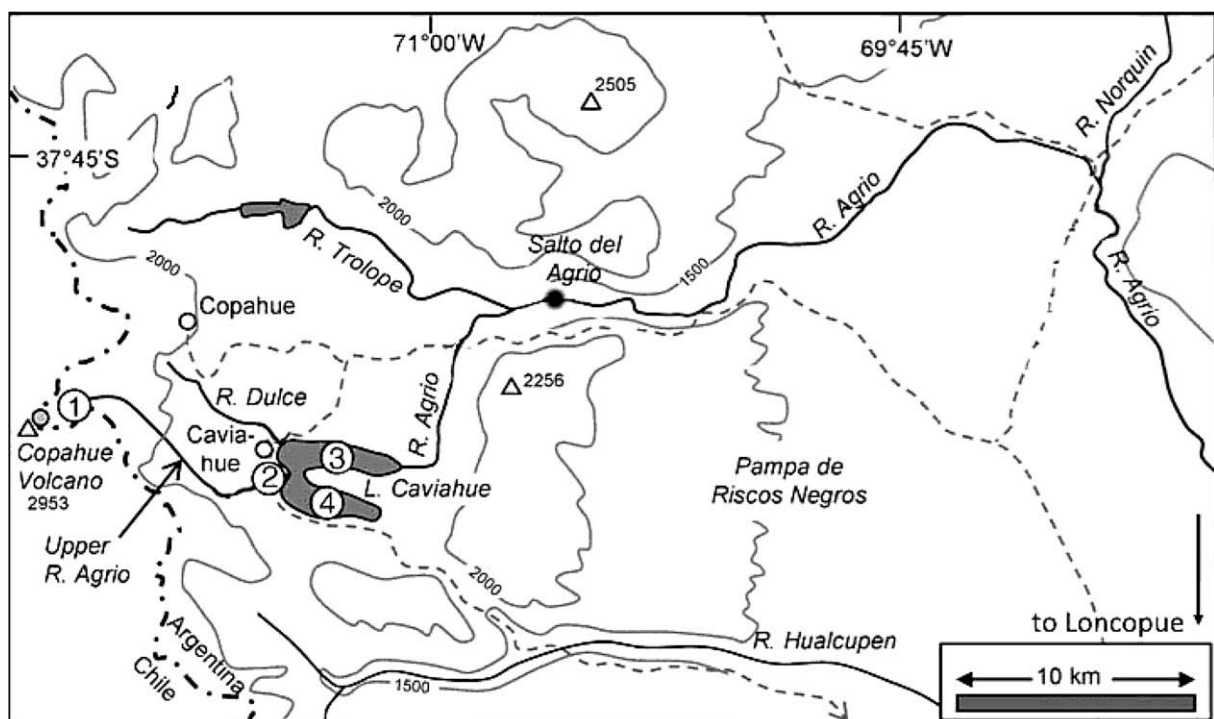 71°00'W
69°45'W
2505
R. Norquin
37°45'S
2000
R. Agrio
R. Trolope
Salto del
Agrio
1500
R. Agrio
2000
Copahue
R. Dulce
R. Agrio
2256
1
Cavia-
hue
3
2
L. Caviahue
4
Copahue
Volcano
2953
Pampa de
Riscos Negros
Upper
R. Agrio
2000
to Loncopue
R. Hualcupen
Argentina
Chile
1500
10 km